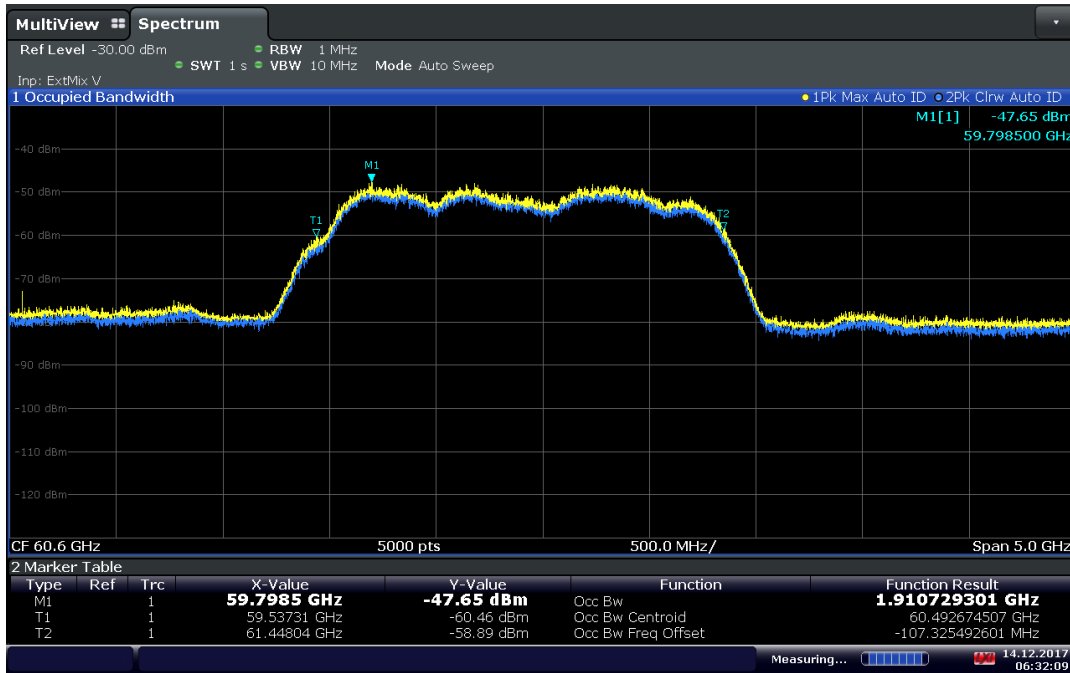 MultiView Spectrum
Ref Level -30.00 dBm RBW 1 MHz
SWT 1 s VBW 10 MHz Mode Auto Sweep
Inp: ExtMix V
1 Occupied Bandwidth 1Pk Max Auto ID 2Pk Clrw Auto ID
M1[1] -47.65 dBm
59.798500 GHz
-40 dBm
M1
-50 dBm
T1
T2
-60 dBm
-70 dBm
-90 dBm
-100 dBm
-110 dBm
-120 dBm
CF 60.6 GHz 5000 pts 500.0 MHz/ Span 5.0 GHz
2 Marker Table
Type Ref Trc X-Value Y-Value Function Function Result
M1 1 59.7985 GHz -47.65 dBm Occ Bw 1.910729301 GHz
T1 1 59.53731 GHz -60.46 dBm Occ Bw Centroid 60.492674507 GHz
T2 1 61.44804 GHz -58.89 dBm Occ Bw Freq Offset -107.325492601 MHz
Measuring... 14.12.2017
06:32:09